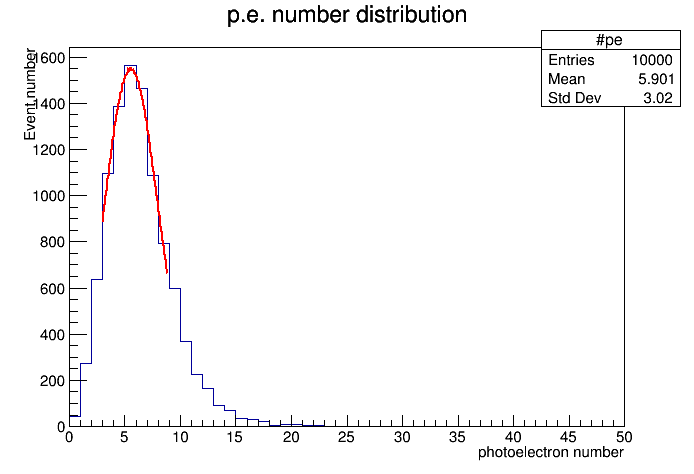 p.e. number distribution
#pe
Entries 10000
Mean 5.901
Std Dev 3.02
Event number
1600
1400
1200
1000
800
600
400
200
0
0 5 10 15 20 25 30 35 40 45 50
photoelectron number